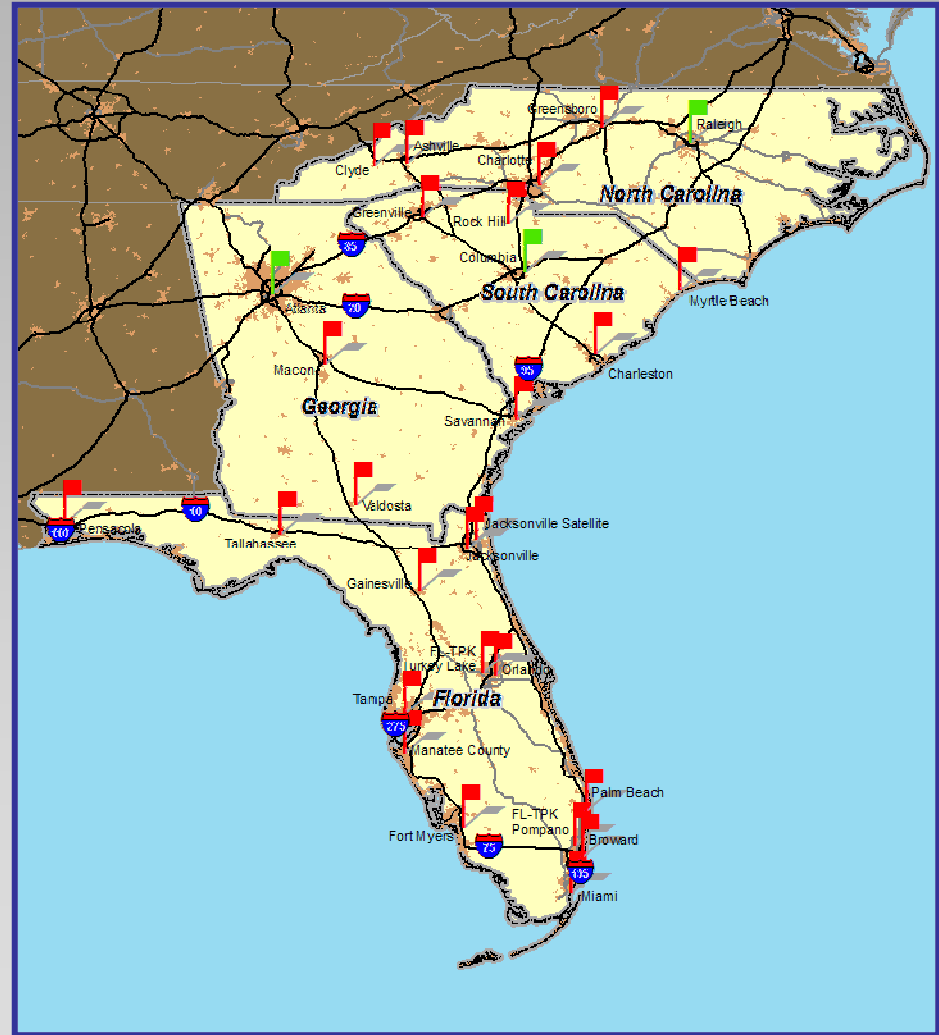 Greensboro
Raleigh
Ashville
Clyde
Charlotte
North Carolina
Greenville
Rock Hill
85
Columbia
South Carolina
Myrtle Beach
Atlanta
20
Macon
95
Charleston
Georgia
Savannah
Valdosta
10
Pensacola
Tallahassee
Jacksonville Satellite
Jacksonville
Gainesville
FL-TPK
Turkey Lake
Orlando
Tampa
Florida
275
Manatee County
Palm Beach
FL-TPK
Pompano
Fort Myers
Broward
75
Miami